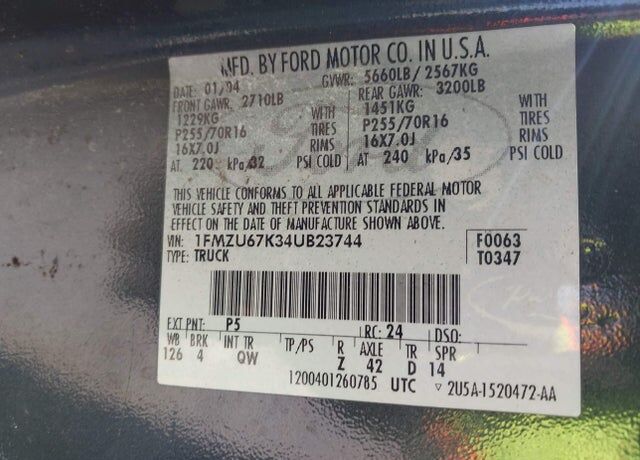 MFD. BY FORD MOTOR CO. IN U.S.A.
DATE: 01/04 GVWR: 5660LB/ 2567KG
FRONT GAWR: 2710LB REAR GAWR: 3200LB
1229KG WITH 1451KG WITH
P255/70R16 TIRES P255/70R16 TIRES
16X7.0J RIMS 16X7.0J RIMS
AT 220 kPa/32 PSI COLD AT 240 kPa/35 PSI COLD
Ford
THIS VEHICLE CONFORMS TO ALL APPLICABLE FEDERAL MOTOR
VEHICLE SAFETY AND THEFT PREVENTION STANDARDS IN
EFFECT ON THE DATE OF MANUFACTURE SHOWN ABOVE.
VIN: 1FMZU67K34UB23744 F0063
TYPE: TRUCK T0347
EXT PNT: P5 RC: 24 DSO:
WB BRK INT TR TP/PS R AXLE TR SPR
126 4 QW Z 42 D 14
1200401260785 UTC ▽ 2U5A-1520472-AA